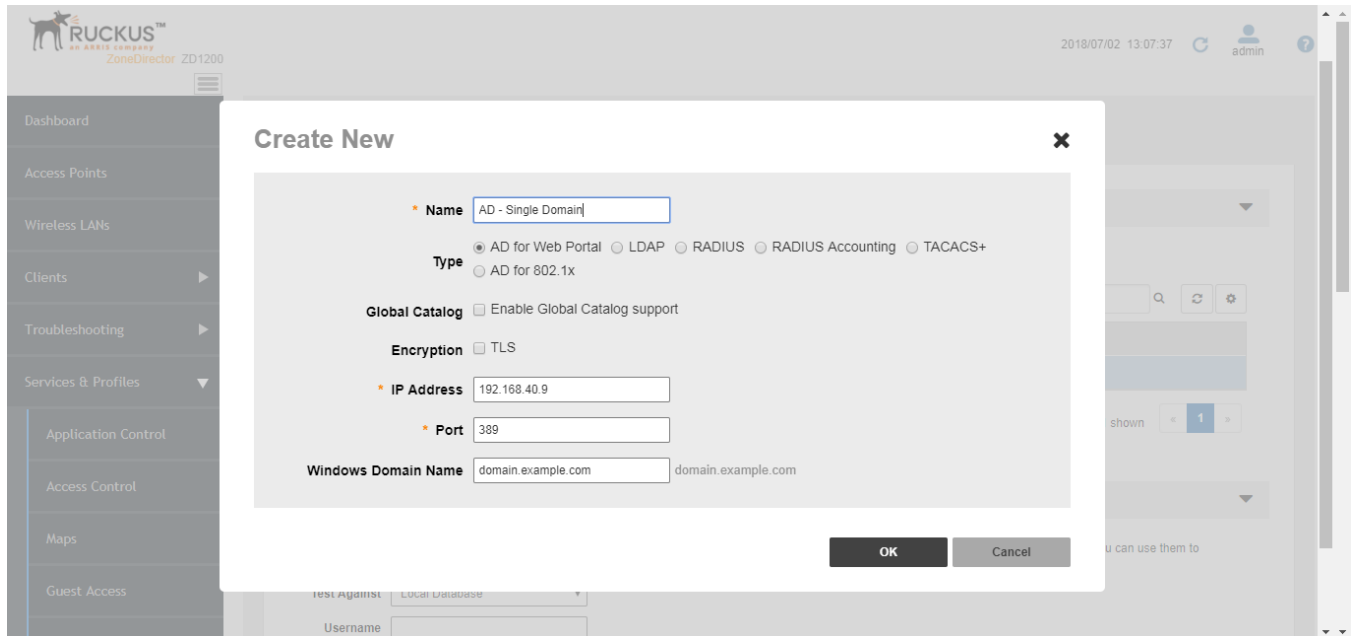 RUCKUS™
an ARRIS company
ZoneDirector ZD1200
2018/07/02 13:07:37
admin
Dashboard
Access Points
Wireless LANs
Clients
Troubleshooting
Services & Profiles
Application Control
Access Control
Maps
Guest Access
Create New
* Name AD - Single Domain
Type AD for Web Portal LDAP RADIUS RADIUS Accounting TACACS+
AD for 802.1x
Global Catalog Enable Global Catalog support
Encryption TLS
* IP Address 192.168.40.9
* Port 389
Windows Domain Name domain.example.com domain.example.com
OK Cancel
shown « 1 »
u can use them to
Test Against Local Database
Username